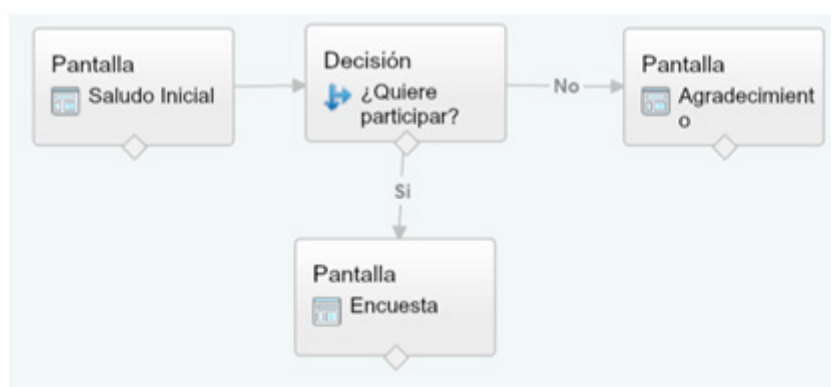 Pantalla
Saludo Inicial
Decisión
¿Quiere
participar?
No
Pantalla
Agradecimient
o
Si
Pantalla
Encuesta